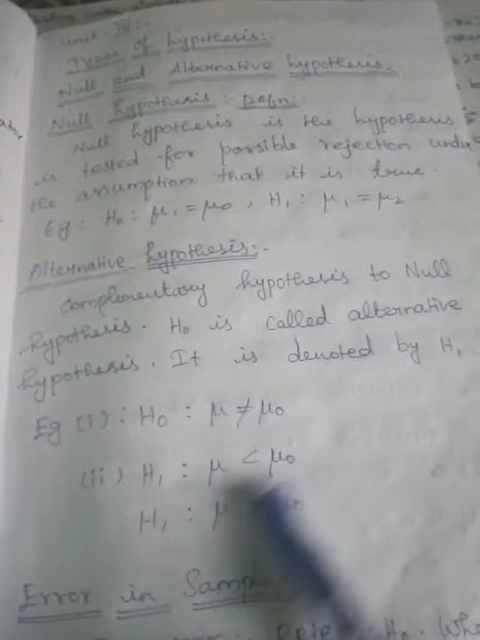 Unit - III :-
Types of hypothesis:-
Null and Alternative hypothesis:-
Null hypothesis : Defn:
Null hypothesis is the hypothesis
is tested for possible rejection
the assumption that it is true.
Eg : H₀ : μ₁ = μ₀ , H₁ : μ₁ = μ₂
Alternative hypothesis:-
Complementary hypothesis to Null
hypothesis. H₀ is called alternative
hypothesis. It is denoted by H₁
Eg (i) : H₀ : μ ≠ μ₀
(ii) H₁ : μ < μ₀
H₁ : μ
Error in